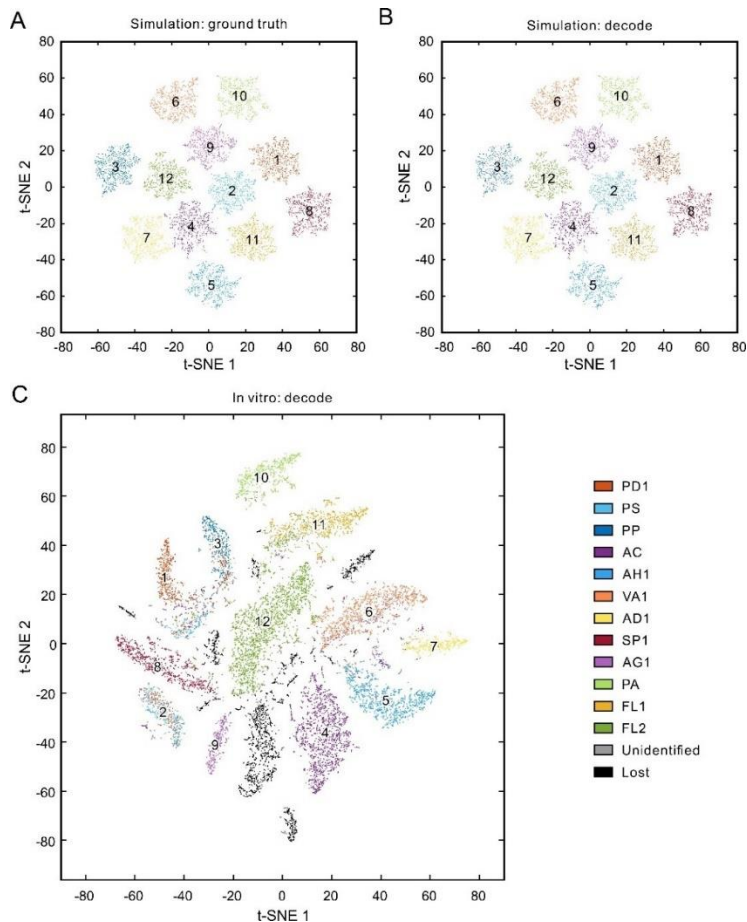 A
Simulation: ground truth
80
60
40
20
0
-20
-40
-60
-80
-80 -60 -40 -20 0 20 40 60 80
t-SNE 1
t-SNE 2
6
10
9
3
1
12
2
8
4
7
11
5
B
Simulation: decode
80
60
40
20
0
-20
-40
-60
-80
-80 -60 -40 -20 0 20 40 60 80
t-SNE 1
t-SNE 2
6
10
9
3
1
12
2
8
4
7
11
5
C
In vitro: decode
80
60
40
20
0
-20
-40
-60
-80
-80 -60 -40 -20 0 20 40 60 80
t-SNE 1
t-SNE 2
10
11
3
1
12
6
7
8
5
2
4
9
PD1
PS
PP
AC
AH1
VA1
AD1
SP1
AG1
PA
FL1
FL2
Unidentified
Lost